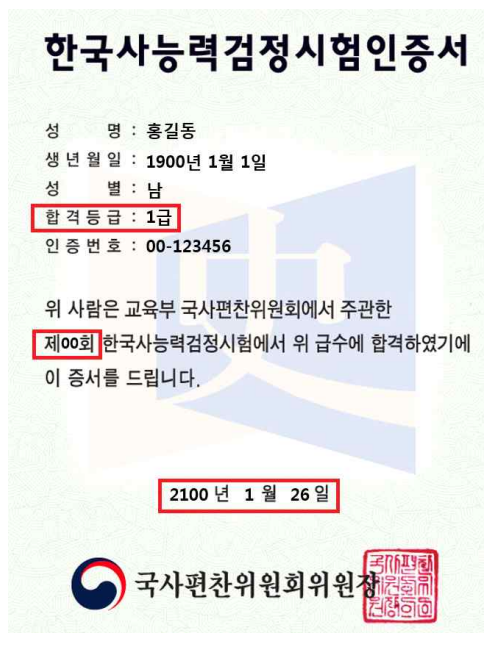 한국사능력검정시험인증서
성 명 : 홍길동
생년월일 : 1900년 1월 1일
성 별 : 남
합격등급 : 1급
인증번호 : 00-123456
위 사람은 교육부 국사편찬위원회에서 주관한
제00회 한국사능력검정시험에서 위 급수에 합격하였기에
이 증서를 드립니다.
史
2100 년 1 월 26 일
국사편찬위원회위원장